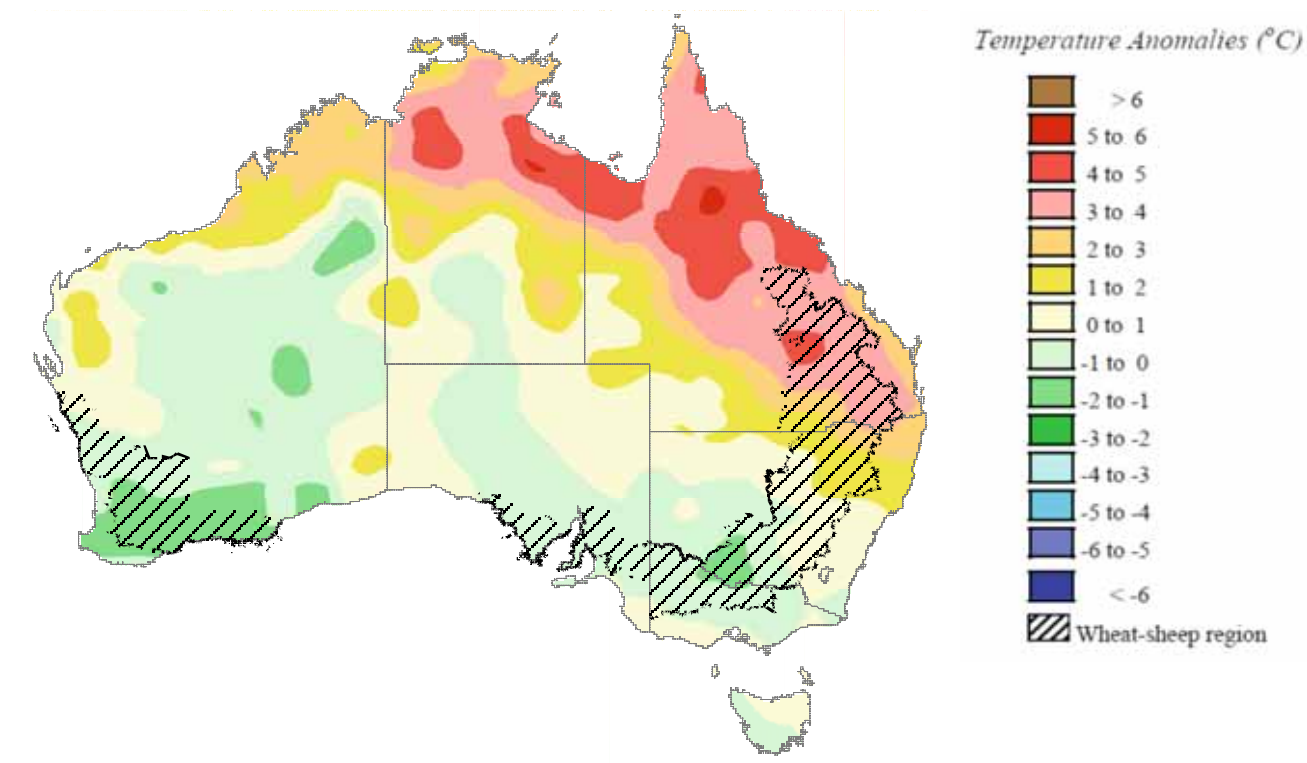 Temperature Anomalies (°C)
> 6
5 to 6
4 to 5
3 to 4
2 to 3
1 to 2
0 to 1
-1 to 0
-2 to -1
-3 to -2
-4 to -3
-5 to -4
-6 to -5
< -6
Wheat-sheep region